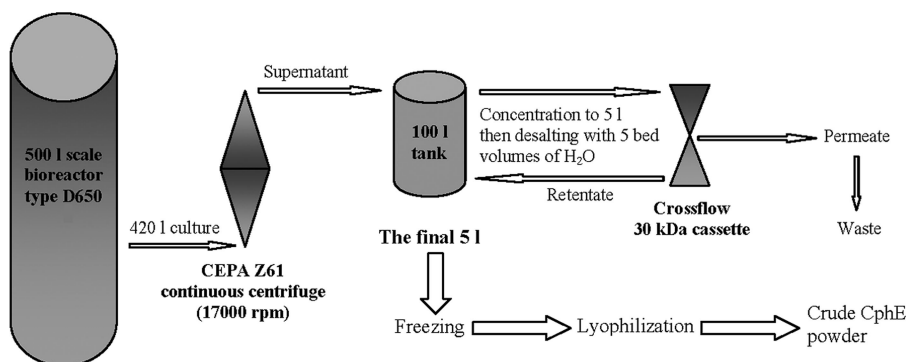 500 l scale
bioreactor
type D650
420 l culture
CEPA Z61
continuous centrifuge
(17000 rpm)
Supernatant
100 l
tank
Concentration to 5 l
then desalting with 5 bed
volumes of H₂O
Retentate
Crossflow
30 kDa cassette
Permeate
Waste
The final 5 l
Freezing
Lyophilization
Crude CphE
powder